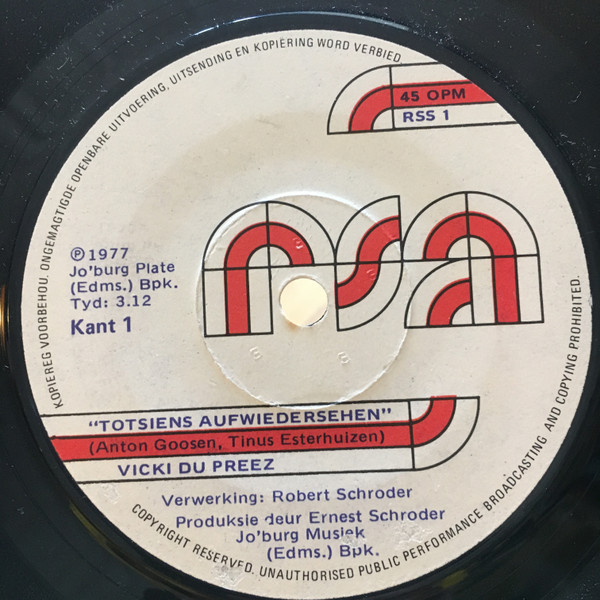 KOPIEREG VOORBEHOU. ONGEMAGTIGDE OPENBARE UITVOERING, UITSENDING EN KOPIËRING WORD VERBIED.
45 OPM
RSS 1
rsa
℗ 1977
Jo'burg Plate
(Edms.) Bpk.
Tyd: 3.12
Kant 1
"TOTSIENS AUFWIEDERSEHEN"
(Anton Goosen, Tinus Esterhuizen)
VICKI DU PREEZ
Verwerking: Robert Schroder
Produksie deur Ernest Schroder
Jo'burg Musiek
(Edms.) Bpk.
COPYRIGHT RESERVED. UNAUTHORISED PUBLIC PERFORMANCE BROADCASTING AND COPYING PROHIBITED.